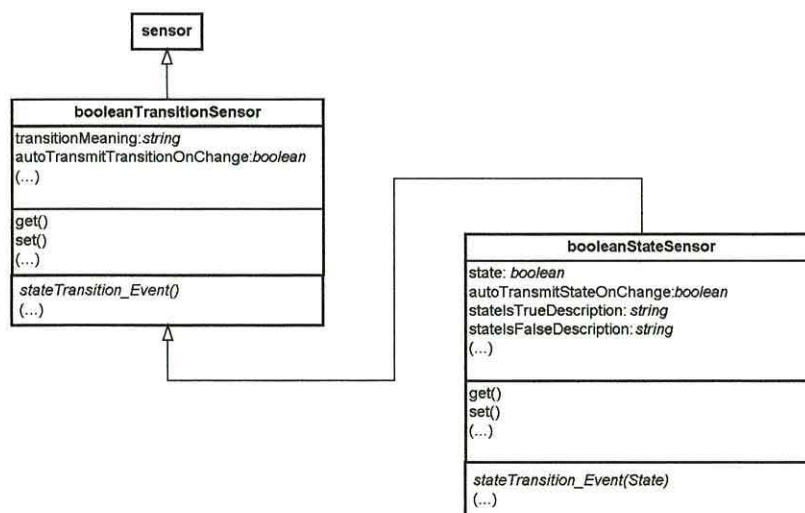 sensor
booleanTransitionSensor
transitionMeaning:string
autoTransmitTransitionOnChange:boolean
(...)
get()
set()
(...)
stateTransition_Event()
(...)
booleanStateSensor
state: boolean
autoTransmitStateOnChange:boolean
stateIsTrueDescription: string
stateIsFalseDescription: string
(...)
get()
set()
(...)
stateTransition_Event(State)
(...)